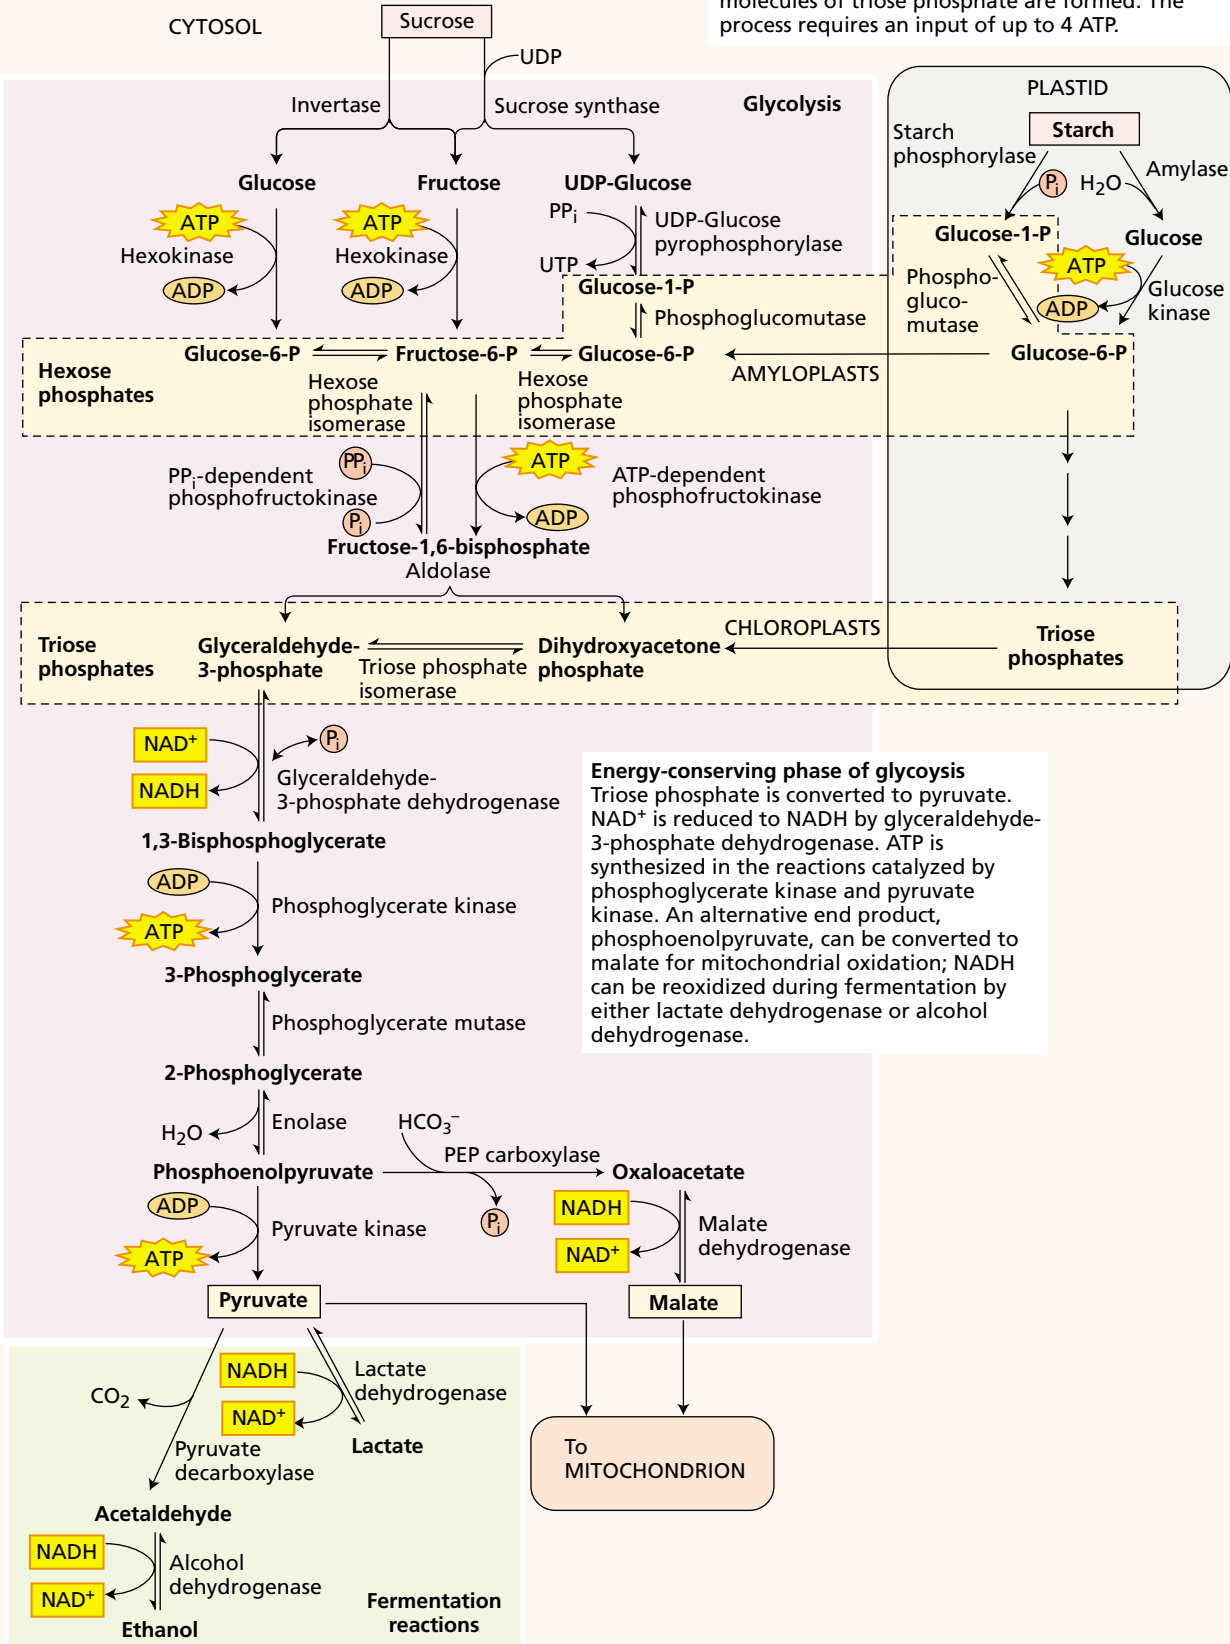 molecules of triose phosphate are formed. The
process requires an input of up to 4 ATP.
CYTOSOL
Sucrose
UDP
Invertase
Sucrose synthase
Glycolysis
PLASTID
Starch
Starch
phosphorylase
Pi
H2O
Amylase
Glucose
Fructose
UDP-Glucose
Glucose-1-P
Glucose
ATP
Hexokinase
ADP
ATP
Hexokinase
ADP
PPi
UTP
UDP-Glucose
pyrophosphorylase
Phospho-
gluco-
mutase
ATP
ADP
Glucose
kinase
Glucose-1-P
Phosphoglucomutase
Hexose
phosphates
Glucose-6-P
Fructose-6-P
Glucose-6-P
AMYLOPLASTS
Glucose-6-P
Hexose
phosphate
isomerase
Hexose
phosphate
isomerase
PPi
PPi-dependent
phosphofructokinase
Pi
ATP
ADP
ATP-dependent
phosphofructokinase
Fructose-1,6-bisphosphate
Aldolase
Triose
phosphates
Glyceraldehyde-
3-phosphate
Triose phosphate
isomerase
Dihydroxyacetone
phosphate
CHLOROPLASTS
Triose
phosphates
NAD+
NADH
Pi
Glyceraldehyde-
3-phosphate dehydrogenase
Energy-conserving phase of glycoysis
Triose phosphate is converted to pyruvate.
NAD+ is reduced to NADH by glyceraldehyde-
3-phosphate dehydrogenase. ATP is
synthesized in the reactions catalyzed by
phosphoglycerate kinase and pyruvate
kinase. An alternative end product,
phosphoenolpyruvate, can be converted to
malate for mitochondrial oxidation; NADH
can be reoxidized during fermentation by
either lactate dehydrogenase or alcohol
dehydrogenase.
1,3-Bisphosphoglycerate
ADP
ATP
Phosphoglycerate kinase
3-Phosphoglycerate
Phosphoglycerate mutase
2-Phosphoglycerate
H2O
Enolase
HCO3−
PEP carboxylase
Phosphoenolpyruvate
Oxaloacetate
ADP
ATP
Pyruvate kinase
Pi
NADH
NAD+
Malate
dehydrogenase
Pyruvate
Malate
NADH
NAD+
Lactate
dehydrogenase
CO2
Lactate
Pyruvate
decarboxylase
To
MITOCHONDRION
Acetaldehyde
NADH
NAD+
Alcohol
dehydrogenase
Ethanol
Fermentation
reactions